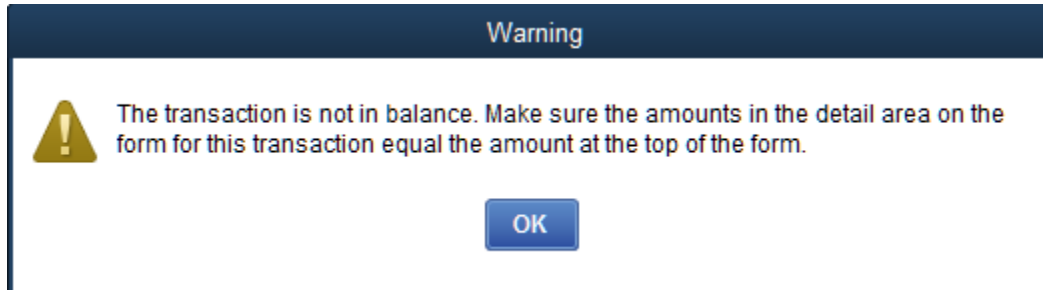 Warning
The transaction is not in balance. Make sure the amounts in the detail area on the
form for this transaction equal the amount at the top of the form.
OK